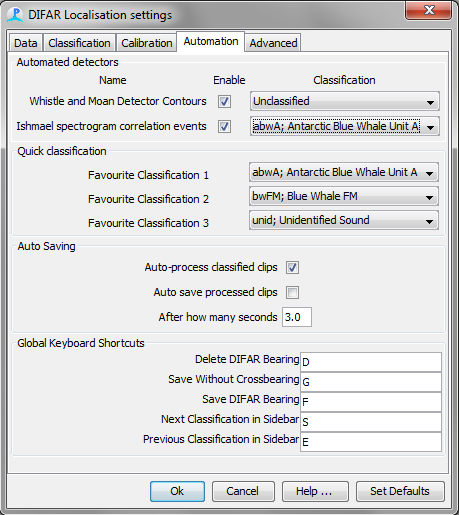 DIFAR Localisation settings
Data Classification Calibration Automation Advanced
Automated detectors
Name Enable Classification
Whistle and Moan Detector Contours Unclassified
Ishmael spectrogram correlation events abwA; Antarctic Blue Whale Unit A
Quick classification
Favourite Classification 1 abwA; Antarctic Blue Whale Unit A
Favourite Classification 2 bwFM; Blue Whale FM
Favourite Classification 3 unid; Unidentified Sound
Auto Saving
Auto-process classified clips
Auto save processed clips
After how many seconds 3.0
Global Keyboard Shortcuts
Delete DIFAR Bearing D
Save Without Crossbearing G
Save DIFAR Bearing F
Next Classification in Sidebar S
Previous Classification in Sidebar E
Ok Cancel Help ... Set Defaults